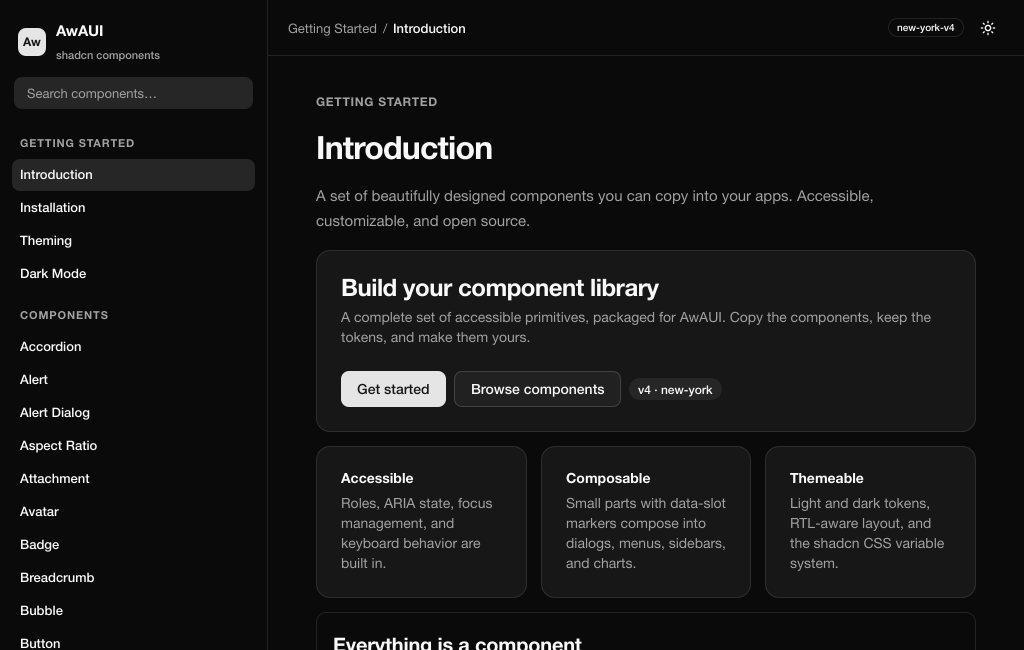 Aw
AwAUI
shadcn components
Search components…
GETTING STARTED
Introduction
Installation
Theming
Dark Mode
COMPONENTS
Accordion
Alert
Alert Dialog
Aspect Ratio
Attachment
Avatar
Badge
Breadcrumb
Bubble
Button
Getting Started / Introduction
new-york-v4
GETTING STARTED
Introduction
A set of beautifully designed components you can copy into your apps. Accessible,
customizable, and open source.
Build your component library
A complete set of accessible primitives, packaged for AwAUI. Copy the components, keep the
tokens, and make them yours.
Get started
Browse components
v4 · new-york
Accessible
Roles, ARIA state, focus
management, and
keyboard behavior are
built in.
Composable
Small parts with data-slot
markers compose into
dialogs, menus, sidebars,
and charts.
Themeable
Light and dark tokens,
RTL-aware layout, and
the shadcn CSS variable
system.
Everything is a component